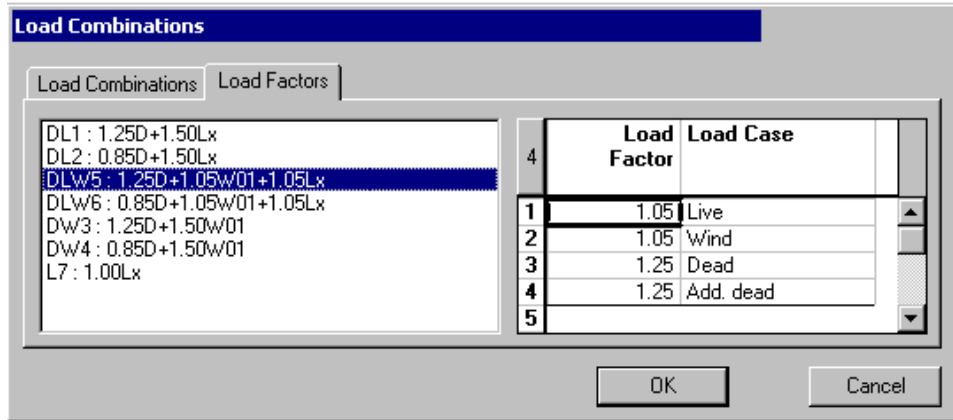 Load Combinations
Load Combinations Load Factors
DL1 : 1.25D+1.50Lx
DL2 : 0.85D+1.50Lx
DLW5 : 1.25D+1.05W01+1.05Lx
DLW6 : 0.85D+1.05W01+1.05Lx
DW3 : 1.25D+1.50W01
DW4 : 0.85D+1.50W01
L7 : 1.00Lx
4 Load Factor Load Case
1 1.05 Live
2 1.05 Wind
3 1.25 Dead
4 1.25 Add. dead
5
OK Cancel